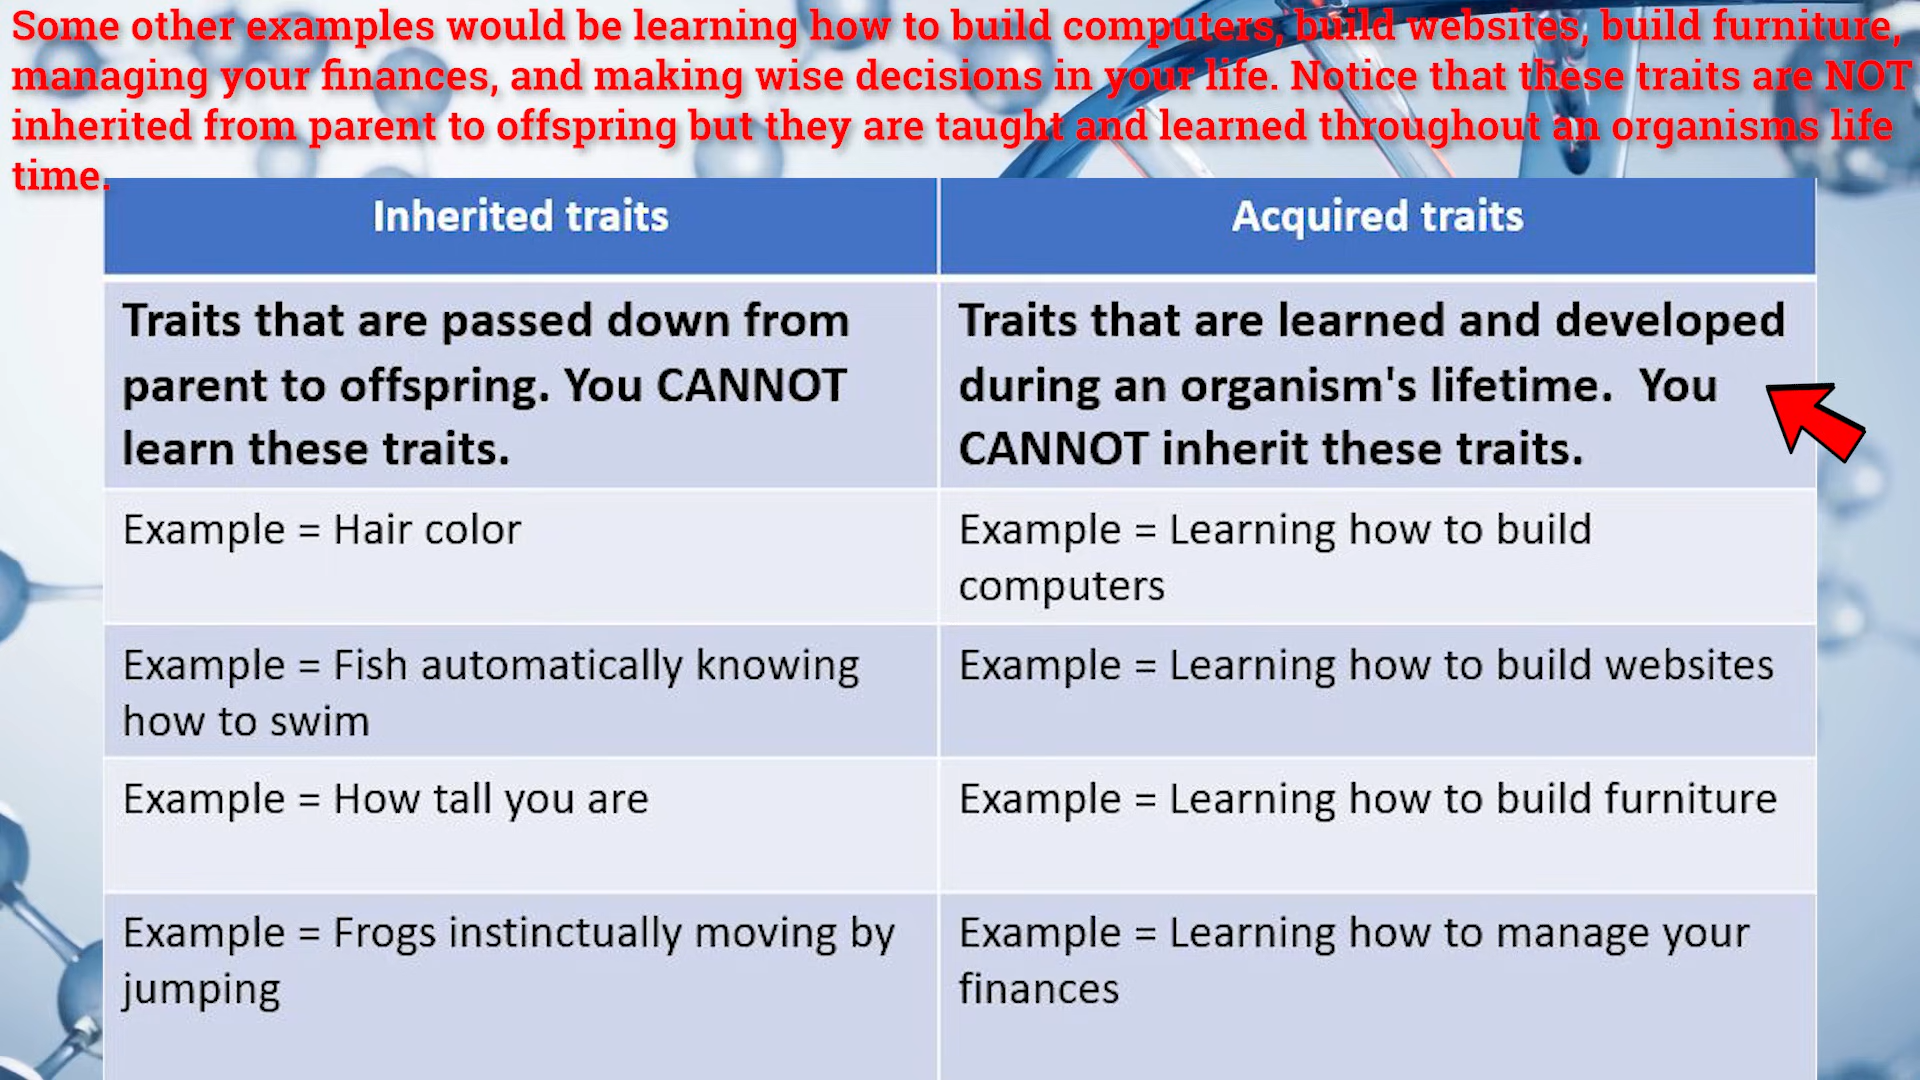 Some other examples would be learning how to build computers, build websites, build furniture,
managing your finances, and making wise decisions in your life. Notice that these traits are NOT
inherited from parent to offspring but they are taught and learned throughout an organisms life
time.
Inherited traits
Acquired traits
Traits that are passed down from
parent to offspring. You CANNOT
learn these traits.
Traits that are learned and developed
during an organism's lifetime.  You
CANNOT inherit these traits.
Example = Hair color
Example = Learning how to build
computers
Example = Fish automatically knowing
how to swim
Example = Learning how to build websites
Example = How tall you are
Example = Learning how to build furniture
Example = Frogs instinctually moving by
jumping
Example = Learning how to manage your
finances